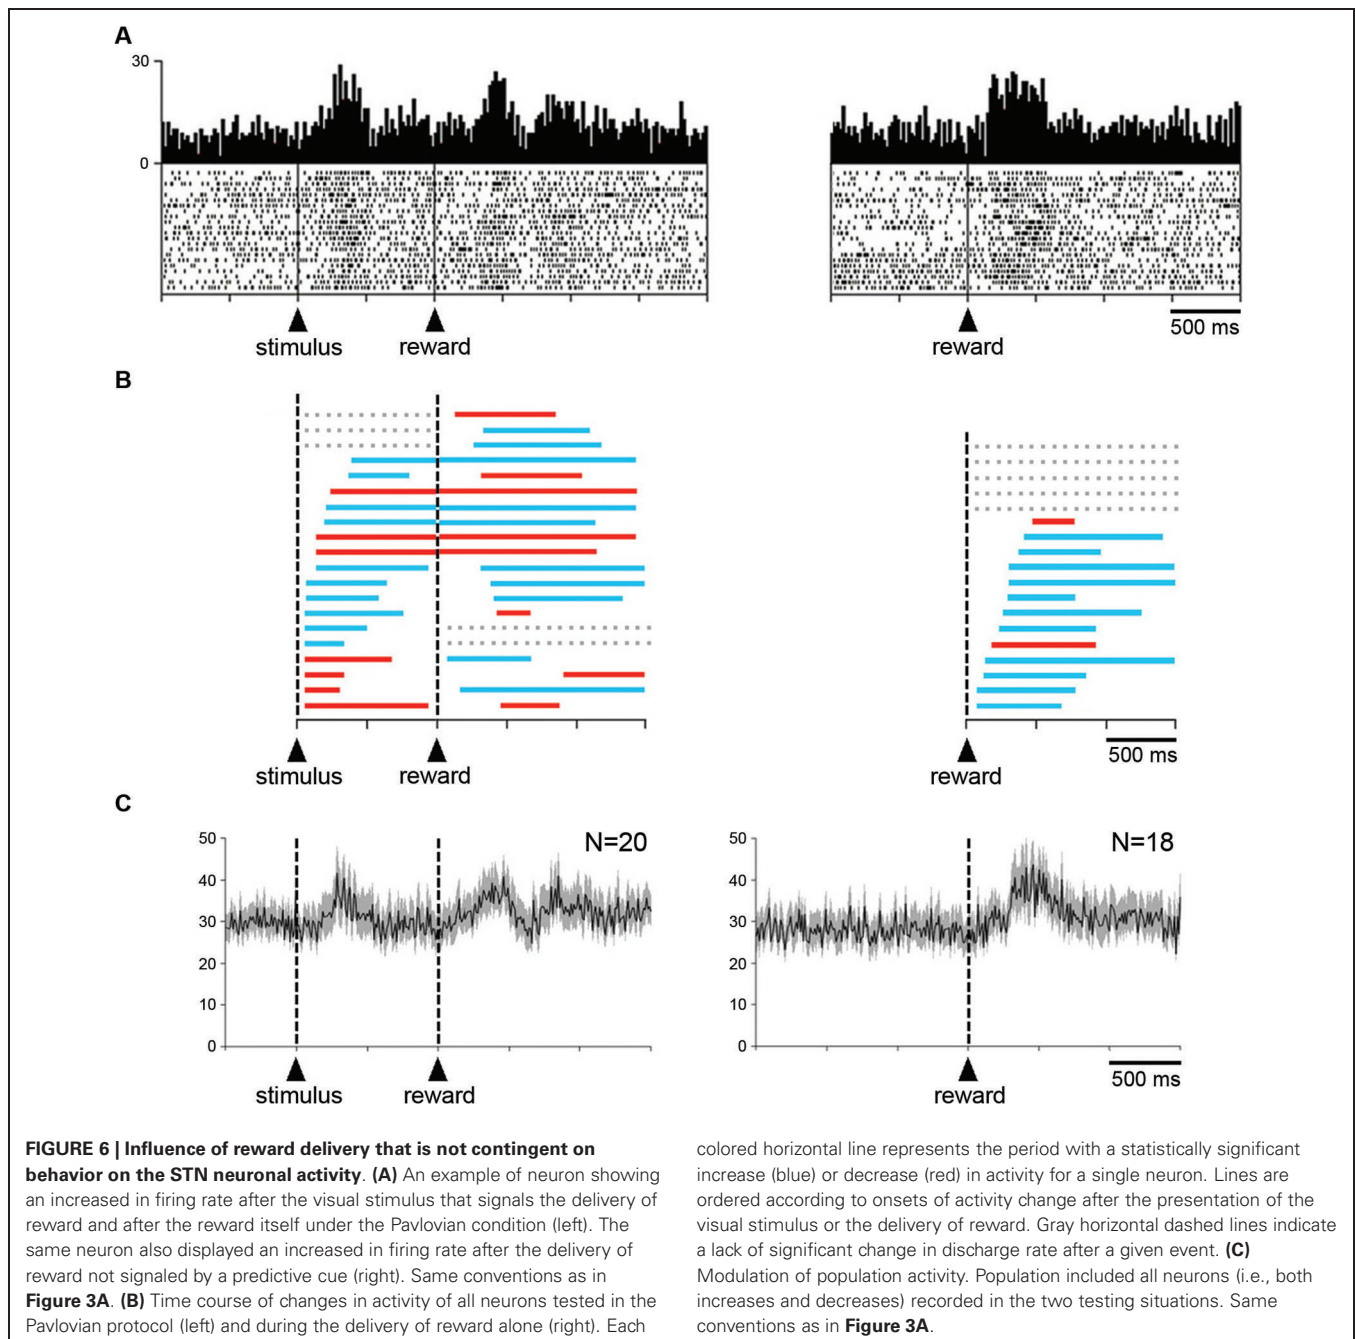 A
30
0
stimulus
reward
reward
500 ms
B
stimulus
reward
reward
500 ms
C
50
40
30
20
10
0
N=20
stimulus
reward
50
40
30
20
10
0
N=18
reward
500 ms
FIGURE 6 | Influence of reward delivery that is not contingent on
behavior on the STN neuronal activity. (A) An example of neuron showing
an increased in firing rate after the visual stimulus that signals the delivery of
reward and after the reward itself under the Pavlovian condition (left). The
same neuron also displayed an increased in firing rate after the delivery of
reward not signaled by a predictive cue (right). Same conventions as in
Figure 3A. (B) Time course of changes in activity of all neurons tested in the
Pavlovian protocol (left) and during the delivery of reward alone (right). Each
colored horizontal line represents the period with a statistically significant
increase (blue) or decrease (red) in activity for a single neuron. Lines are
ordered according to onsets of activity change after the presentation of the
visual stimulus or the delivery of reward. Gray horizontal dashed lines indicate
a lack of significant change in discharge rate after a given event. (C)
Modulation of population activity. Population included all neurons (i.e., both
increases and decreases) recorded in the two testing situations. Same
conventions as in Figure 3A.